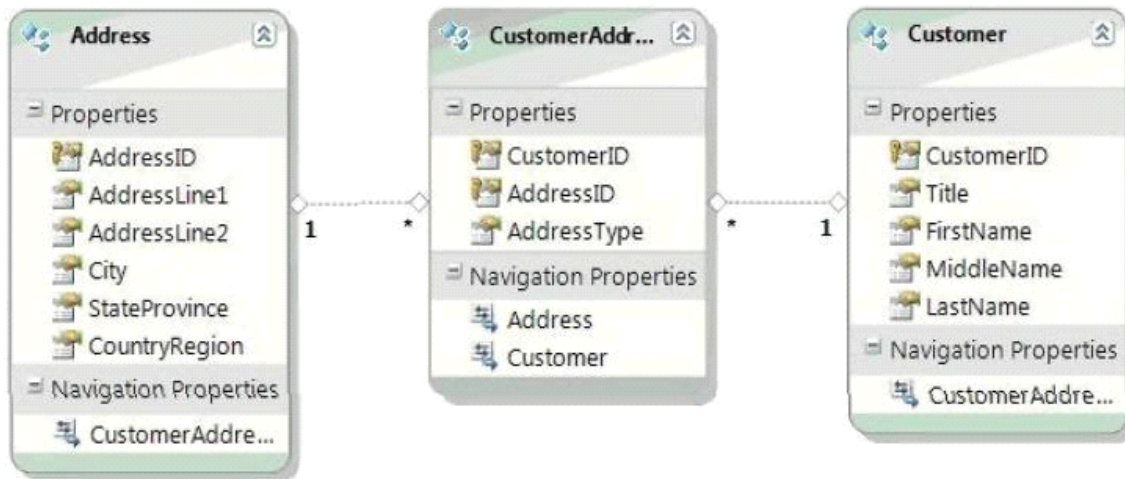 Address
Properties
AddressID
AddressLine1
AddressLine2
City
StateProvince
CountryRegion
Navigation Properties
CustomerAddre...
1
*
CustomerAddr...
Properties
CustomerID
AddressID
AddressType
Navigation Properties
Address
Customer
*
1
Customer
Properties
CustomerID
Title
FirstName
MiddleName
LastName
Navigation Properties
CustomerAddre...